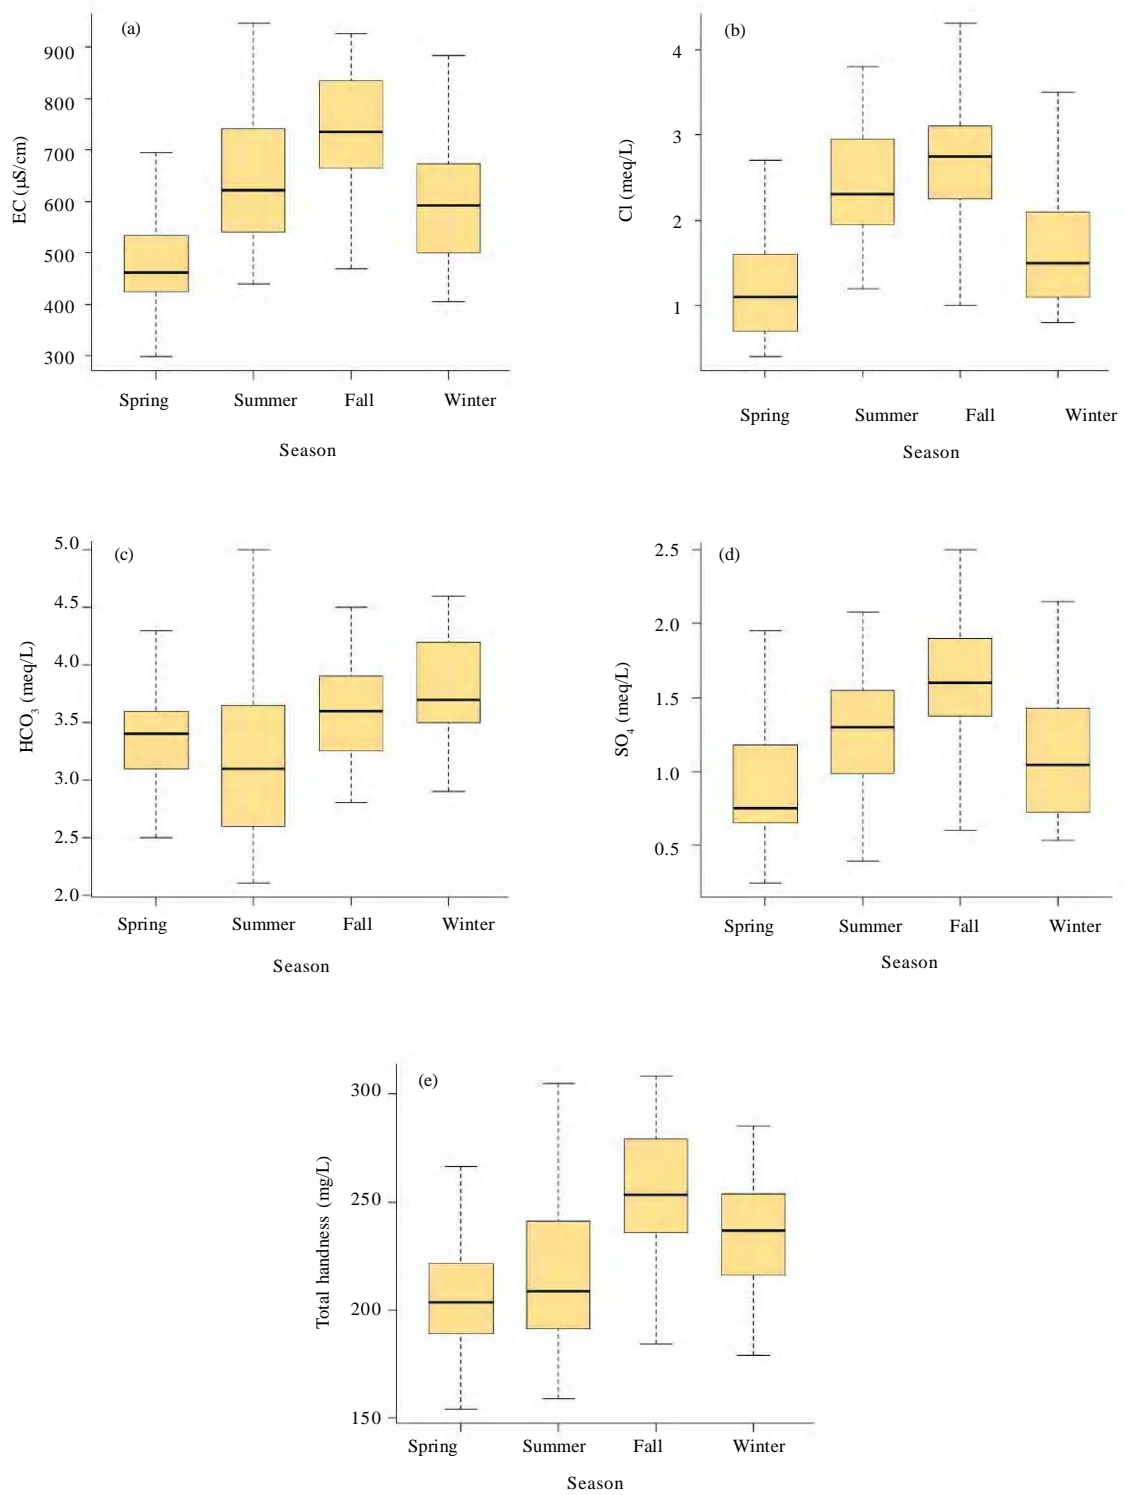 (a)
900
800
700
600
500
400
300
EC (µS/cm)
Spring Summer Fall Winter
Season
(b)
4
3
2
1
Cl (meq/L)
Spring Summer Fall Winter
Season
(c)
5.0
4.5
4.0
3.5
3.0
2.5
2.0
HCO3 (meq/L)
Spring Summer Fall Winter
Season
(d)
2.5
2.0
1.5
1.0
0.5
SO4 (meq/L)
Spring Summer Fall Winter
Season
(e)
300
250
200
150
Total handness (mg/L)
Spring Summer Fall Winter
Season